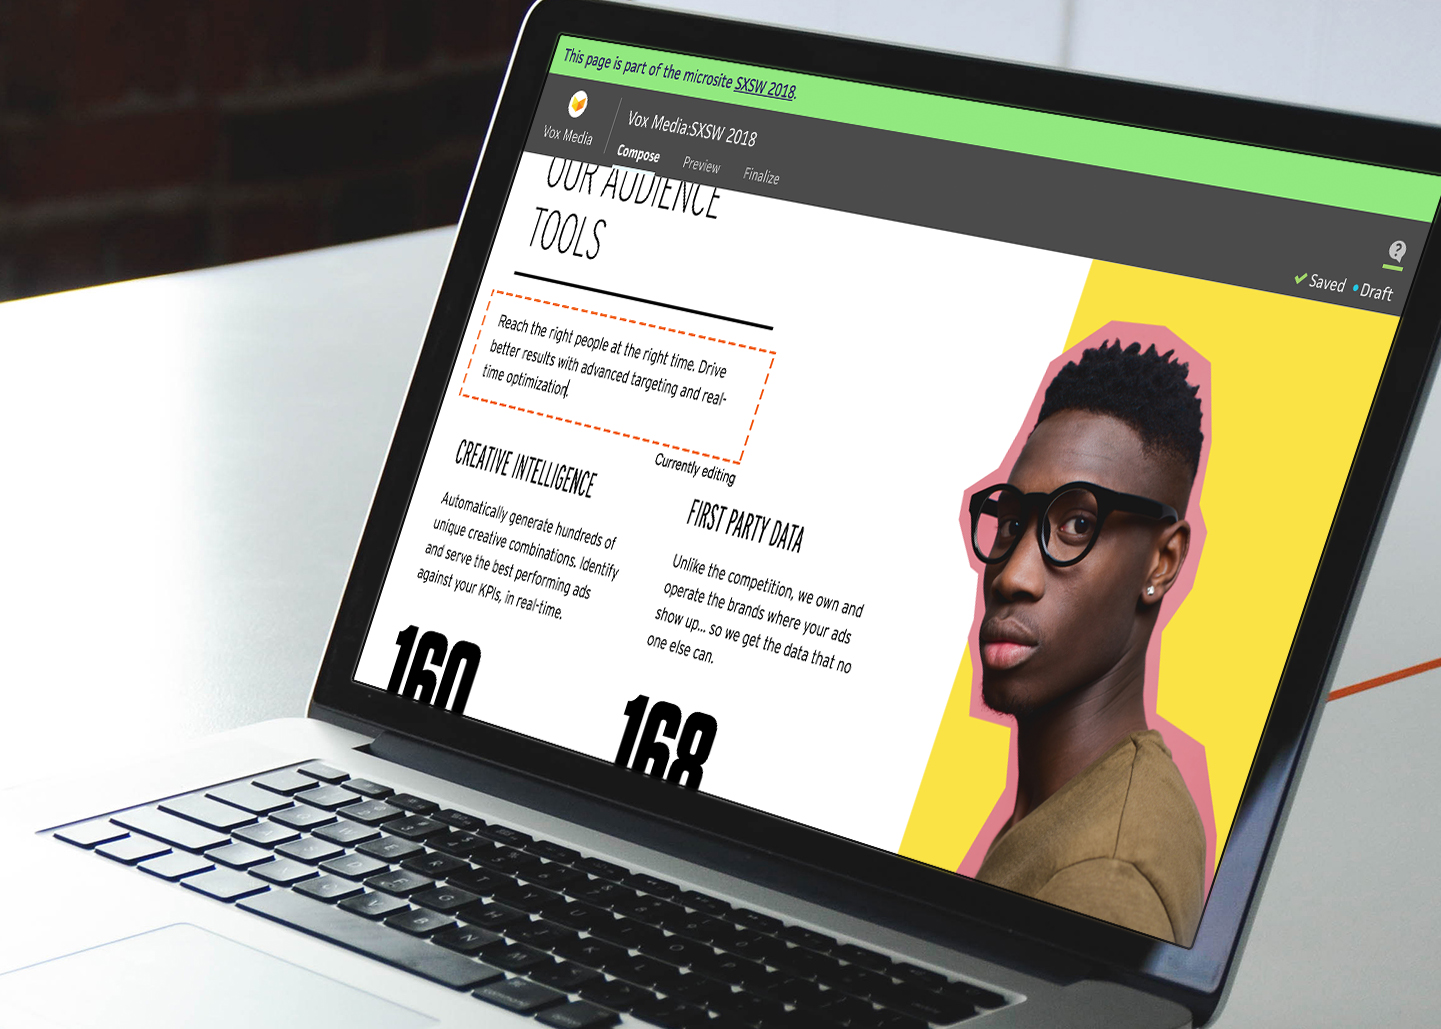 This page is part of the microsite SXSW 2018.
Vox Media
Vox Media:SXSW 2018
Compose
Preview
Finalize
?
Saved
Draft
OUR AUDIENCE
TOOLS
Reach the right people at the right time. Drive
better results with advanced targeting and real-
time optimization.
Currently editing
CREATIVE INTELLIGENCE
Automatically generate hundreds of
unique creative combinations. Identify
and serve the best performing ads
against your KPIs, in real-time.
160
FIRST PARTY DATA
Unlike the competition, we own and
operate the brands where your ads
show up... so we get the data that no
one else can.
168